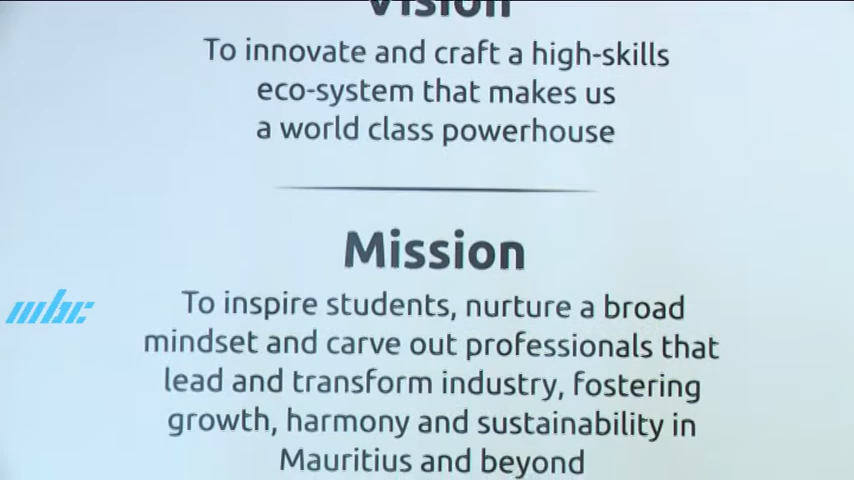 Vision
To innovate and craft a high-skills
eco-system that makes us
a world class powerhouse
Mission
mbc
To inspire students, nurture a broad
mindset and carve out professionals that
lead and transform industry, fostering
growth, harmony and sustainability in
Mauritius and beyond